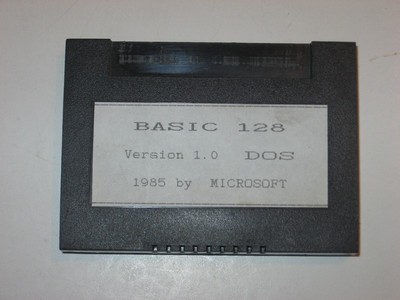 BASIC 128
Version 1.0 DOS
1985 by MICROSOFT